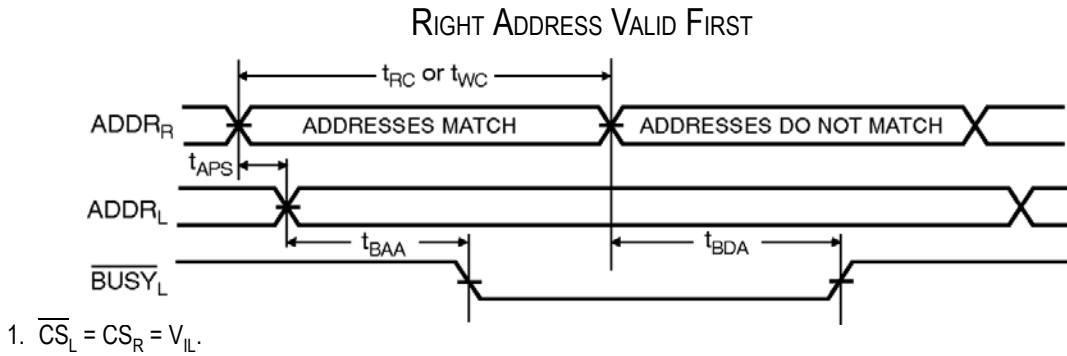 RIGHT ADDRESS VALID FIRST
tRC or tWC
ADDRR ADDRESSES MATCH ADDRESSES DO NOT MATCH
tAPS
ADDRL
tBAA tBDA
BUSYL
1. CSL = CSR = VIL.